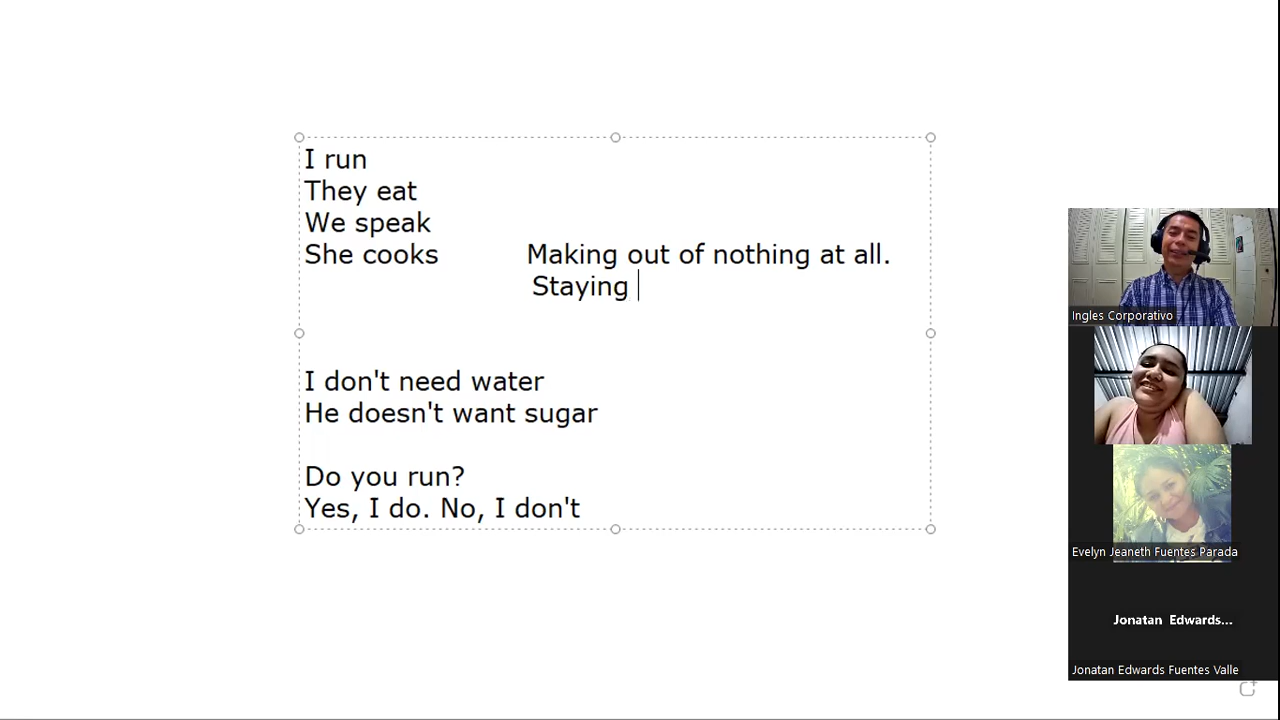 I run
They eat
We speak
She cooks Making out of nothing at all.
Staying
I don't need water
He doesn't want sugar
Do you run?
Yes, I do. No, I don't
Ingles Corporativo
Evelyn Jeaneth Fuentes Parada
Jonatan Edwards...
Jonatan Edwards Fuentes Valle